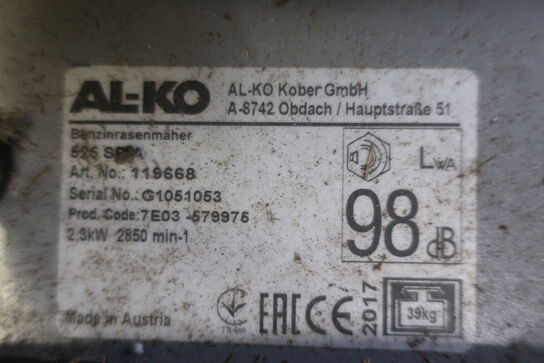 AL-KO
AL-KO Kober GmbH
A-8742 Obdach / Hauptstraße 51
Benzinrasenmäher
Art. No.: 119668
Serial No.: G1051053
Prod. Code:7E03 -579975
2.3kW 2850 min-1
LWA
98 dB
Made in Austria
EAC CE
2017
39kg